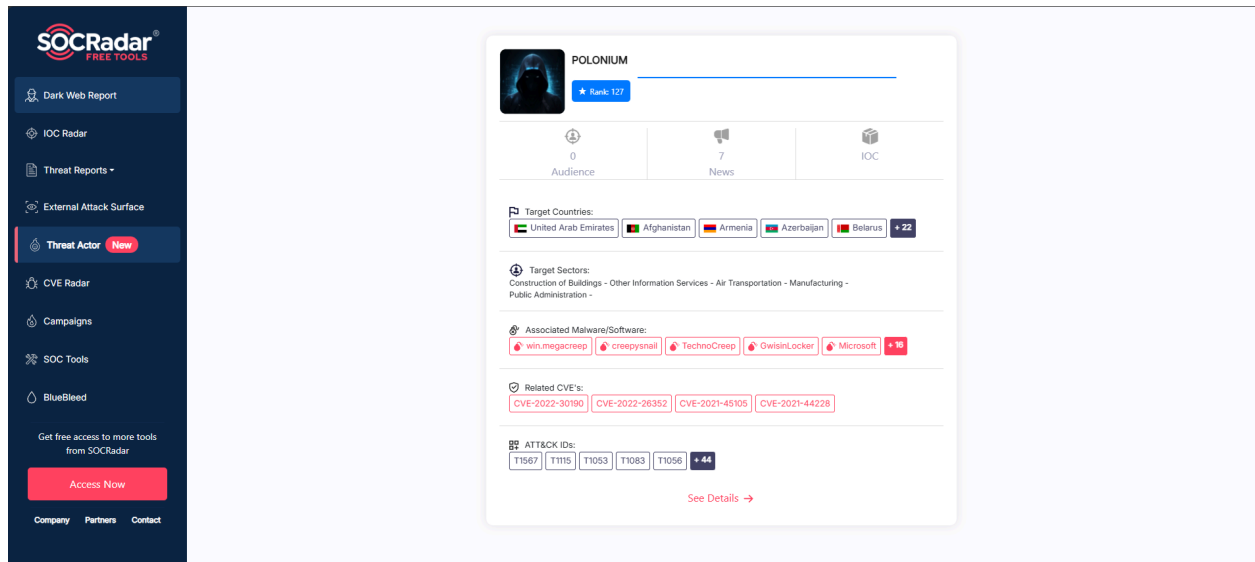 SOCRadar®
FREE TOOLS
Dark Web Report
IOC Radar
Threat Reports
External Attack Surface
Threat Actor New
CVE Radar
Campaigns
SOC Tools
BlueBleed
Get free access to more tools
from SOCRadar
Access Now
Company Partners Contact
POLONIUM
★ Rank: 127
0
Audience
7
News
IOC
Target Countries:
United Arab Emirates Afghanistan Armenia Azerbaijan Belarus + 22
Target Sectors:
Construction of Buildings - Other Information Services - Air Transportation - Manufacturing -
Public Administration -
Associated Malware/Software:
win.megacreep creepysnail TechnoCreep GwisinLocker Microsoft + 16
Related CVE's:
CVE-2022-30190 CVE-2022-26352 CVE-2021-45105 CVE-2021-44228
ATT&CK IDs:
T1567 T1115 T1053 T1083 T1056 + 44
See Details →